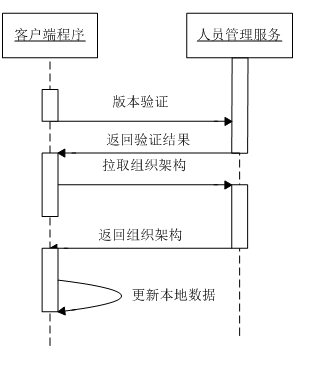 客户端程序
人员管理服务
版本验证
返回验证结果
拉取组织架构
返回组织架构
更新本地数据